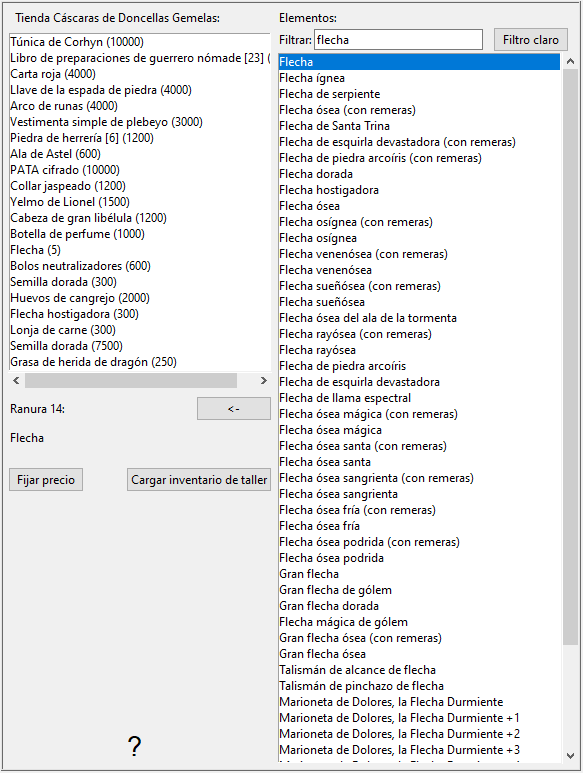 Tienda Cáscaras de Doncellas Gemelas:
Túnica de Corhyn (10000)
Libro de preparaciones de guerrero nómade [23] (
Carta roja (4000)
Llave de la espada de piedra (4000)
Arco de runas (4000)
Vestimenta simple de plebeyo (3000)
Piedra de herrería [6] (1200)
Ala de Astel (600)
PATA cifrado (10000)
Collar jaspeado (1200)
Yelmo de Lionel (1500)
Cabeza de gran libélula (1200)
Botella de perfume (1000)
Flecha (5)
Bolos neutralizadores (600)
Semilla dorada (300)
Huevos de cangrejo (2000)
Flecha hostigadora (300)
Lonja de carne (300)
Semilla dorada (7500)
Grasa de herida de dragón (250)
Ranura 14:
<-
Flecha
Fijar precio
Cargar inventario de taller
?
Elementos:
Filtrar: flecha
Filtro claro
Flecha
Flecha ígnea
Flecha de serpiente
Flecha ósea (con remeras)
Flecha de Santa Trina
Flecha de esquirla devastadora (con remeras)
Flecha de piedra arcoíris (con remeras)
Flecha dorada
Flecha hostigadora
Flecha ósea
Flecha osígnea (con remeras)
Flecha osígnea
Flecha venenósea (con remeras)
Flecha venenósea
Flecha sueñósea (con remeras)
Flecha sueñósea
Flecha ósea del ala de la tormenta
Flecha rayósea (con remeras)
Flecha rayósea
Flecha de piedra arcoíris
Flecha de esquirla devastadora
Flecha de llama espectral
Flecha ósea mágica (con remeras)
Flecha ósea mágica
Flecha ósea santa (con remeras)
Flecha ósea santa
Flecha ósea sangrienta (con remeras)
Flecha ósea sangrienta
Flecha ósea fría (con remeras)
Flecha ósea fría
Flecha ósea podrida (con remeras)
Flecha ósea podrida
Gran flecha
Gran flecha de gólem
Gran flecha dorada
Flecha mágica de gólem
Gran flecha ósea (con remeras)
Gran flecha ósea
Talismán de alcance de flecha
Talismán de pinchazo de flecha
Marioneta de Dolores, la Flecha Durmiente
Marioneta de Dolores, la Flecha Durmiente +1
Marioneta de Dolores, la Flecha Durmiente +2
Marioneta de Dolores, la Flecha Durmiente +3